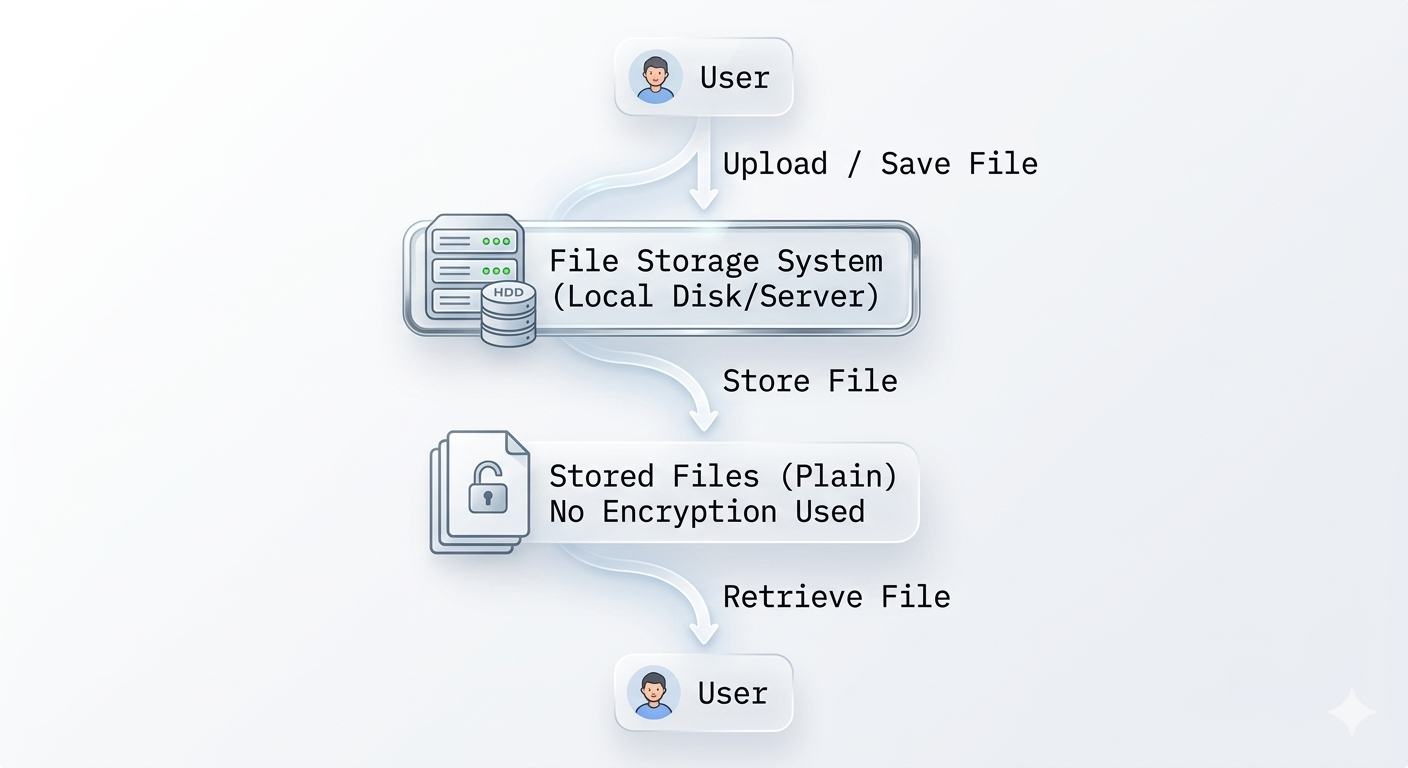 User
Upload / Save File
File Storage System
(Local Disk/Server)
HDD
Store File
Stored Files (Plain)
No Encryption Used
Retrieve File
User